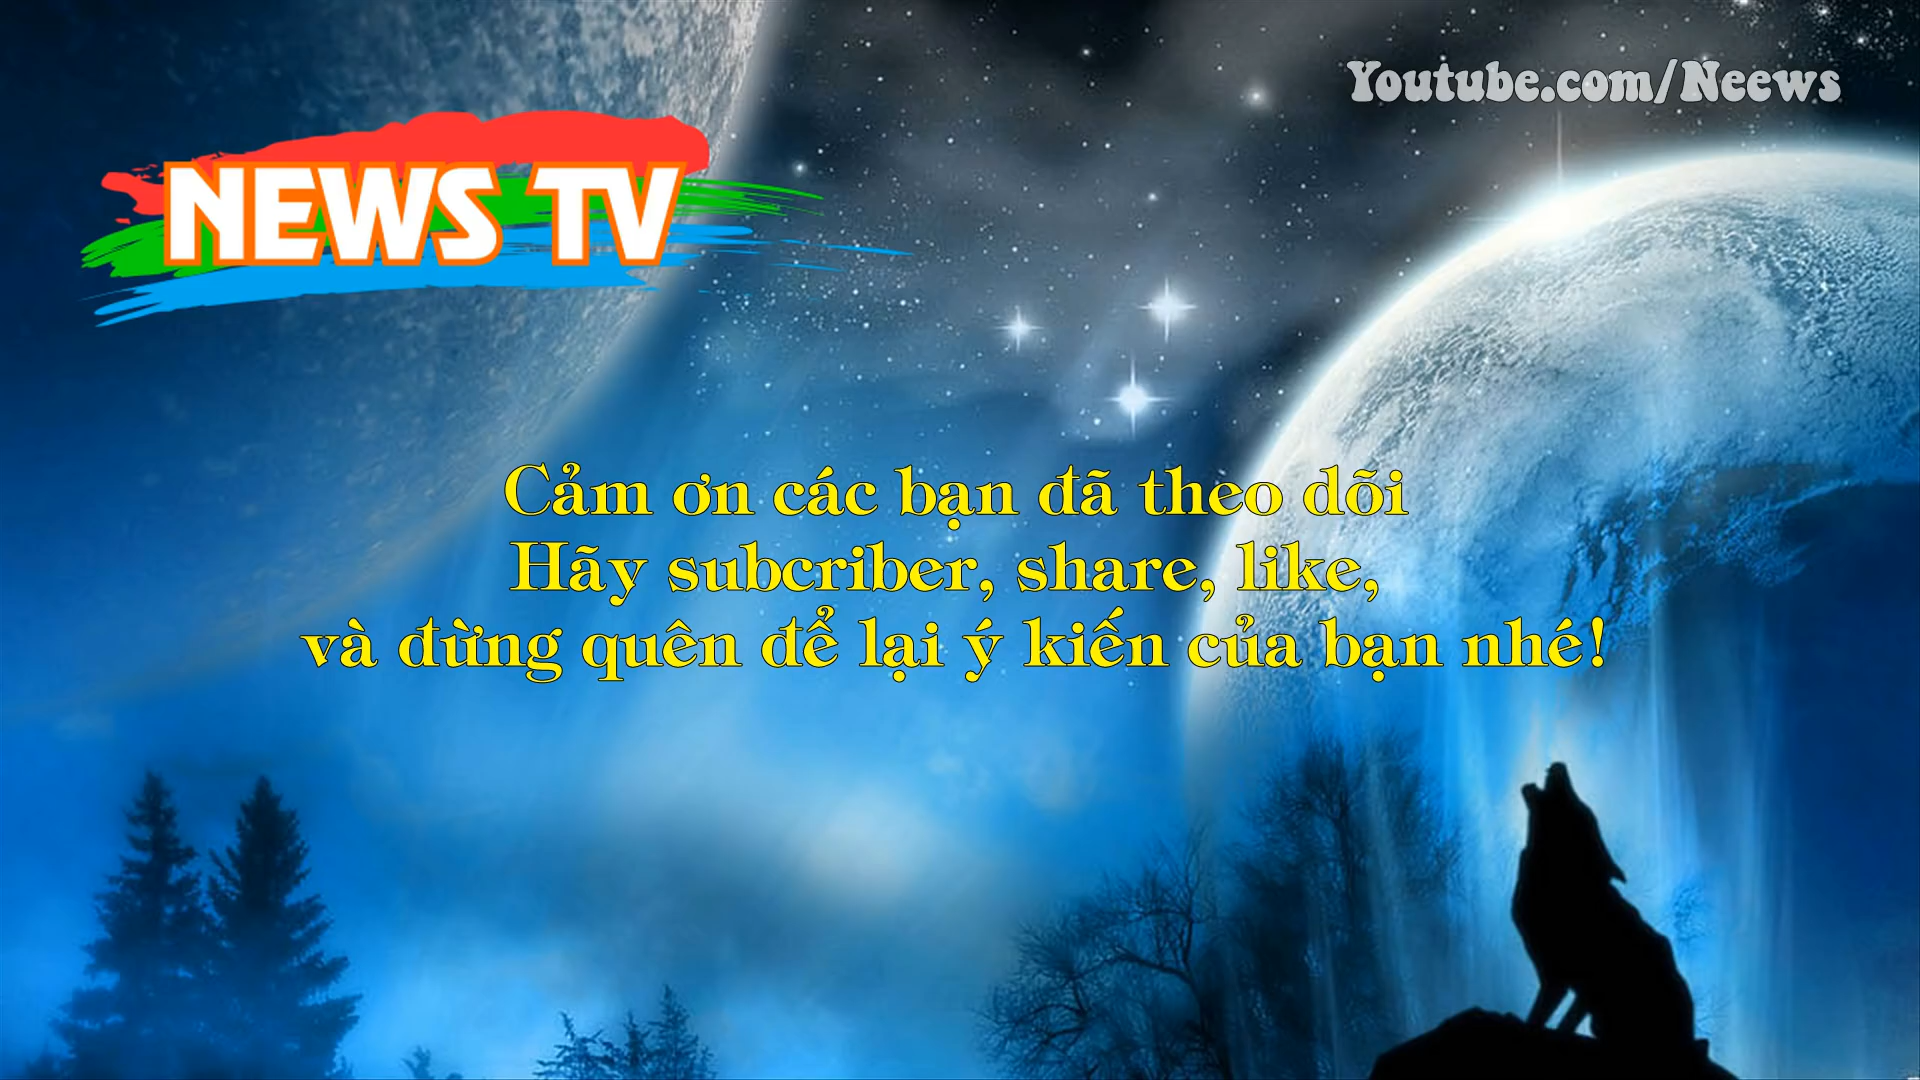 Youtube.com/Neews
NEWS TV
Cảm ơn các bạn đã theo dõi
Hãy subcriber, share, like,
và đừng quên để lại ý kiến của bạn nhé!